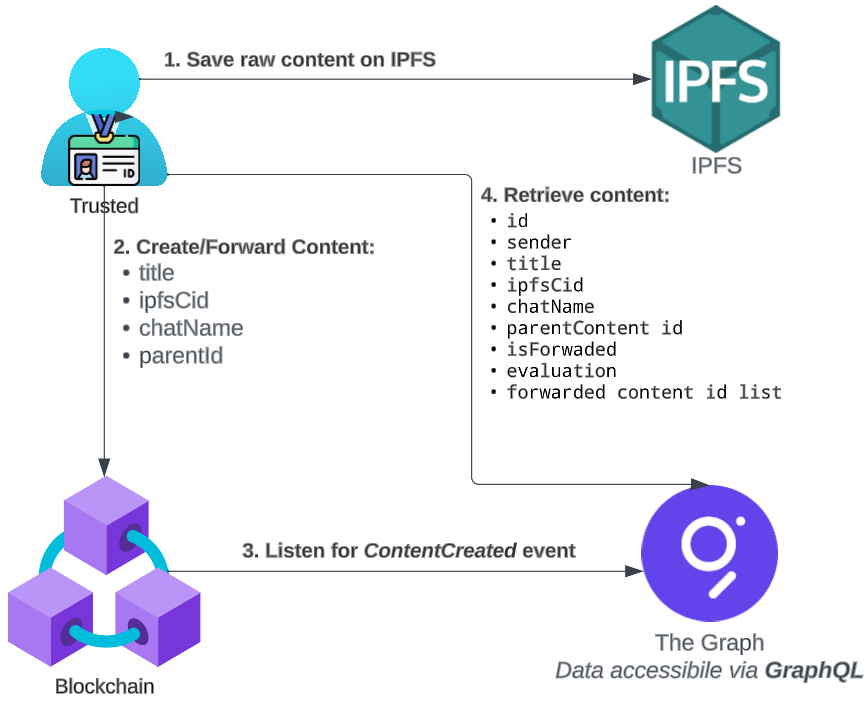 1. Save raw content on IPFS
IPFS
IPFS
ID
Trusted
2. Create/Forward Content:
• title
• ipfsCid
• chatName
• parentId
4. Retrieve content:
• id
• sender
• title
• ipfsCid
• chatName
• parentContent id
• isForwaded
• evaluation
• forwarded content id list
3. Listen for ContentCreated event
Blockchain
The Graph
Data accessibile via GraphQL